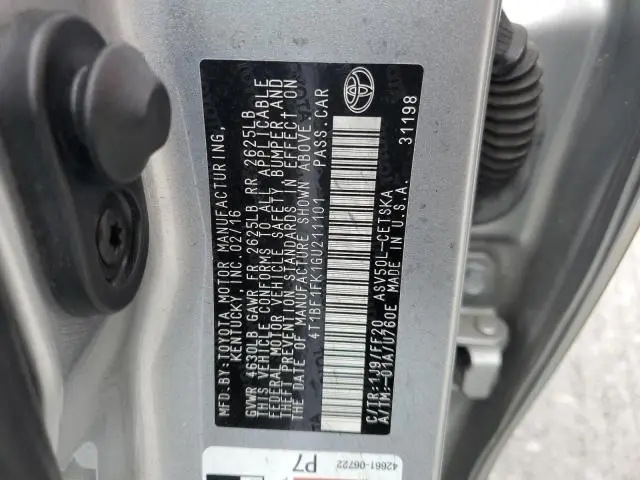 MFD.BY: TOYOTA MOTOR MANUFACTURING,
KENTUCKY, INC. 02/16
GVWR 4630LB GAWR FR 2625LB RR 2625LB
THIS VEHICLE CONFORMS TO ALL APPLICABLE
FEDERAL MOTOR VEHICLE SAFETY, BUMPER AND
THEFT PREVENTION STANDARDS IN EFFECT ON
THE DATE OF MANUFACTURE SHOWN ABOVE.
4T1BF1FK1GU211101 PASS.CAR
C/TR:1J9/FF20 ASV50L-CETSKA
A/TM:-01A/U760E MADE IN U.S.A.
31198
42661-06722
P7